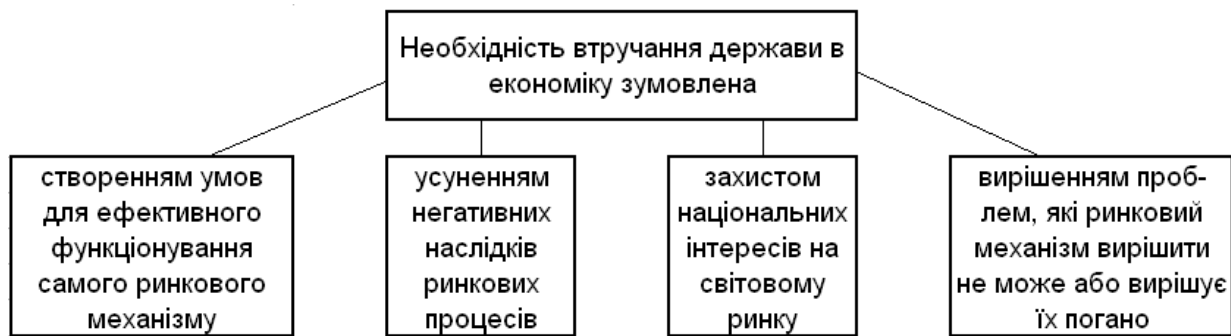 Необхідність втручання держави в
економіку зумовлена
створенням умов
для ефективного
функціонування
самого ринкового
механізму
усуненням
негативних
наслідків
ринкових
процесів
захистом
національних
інтересів на
світовому
ринку
вирішенням проб-
лем, які ринковий
механізм вирішити
не може або вирішує
їх погано